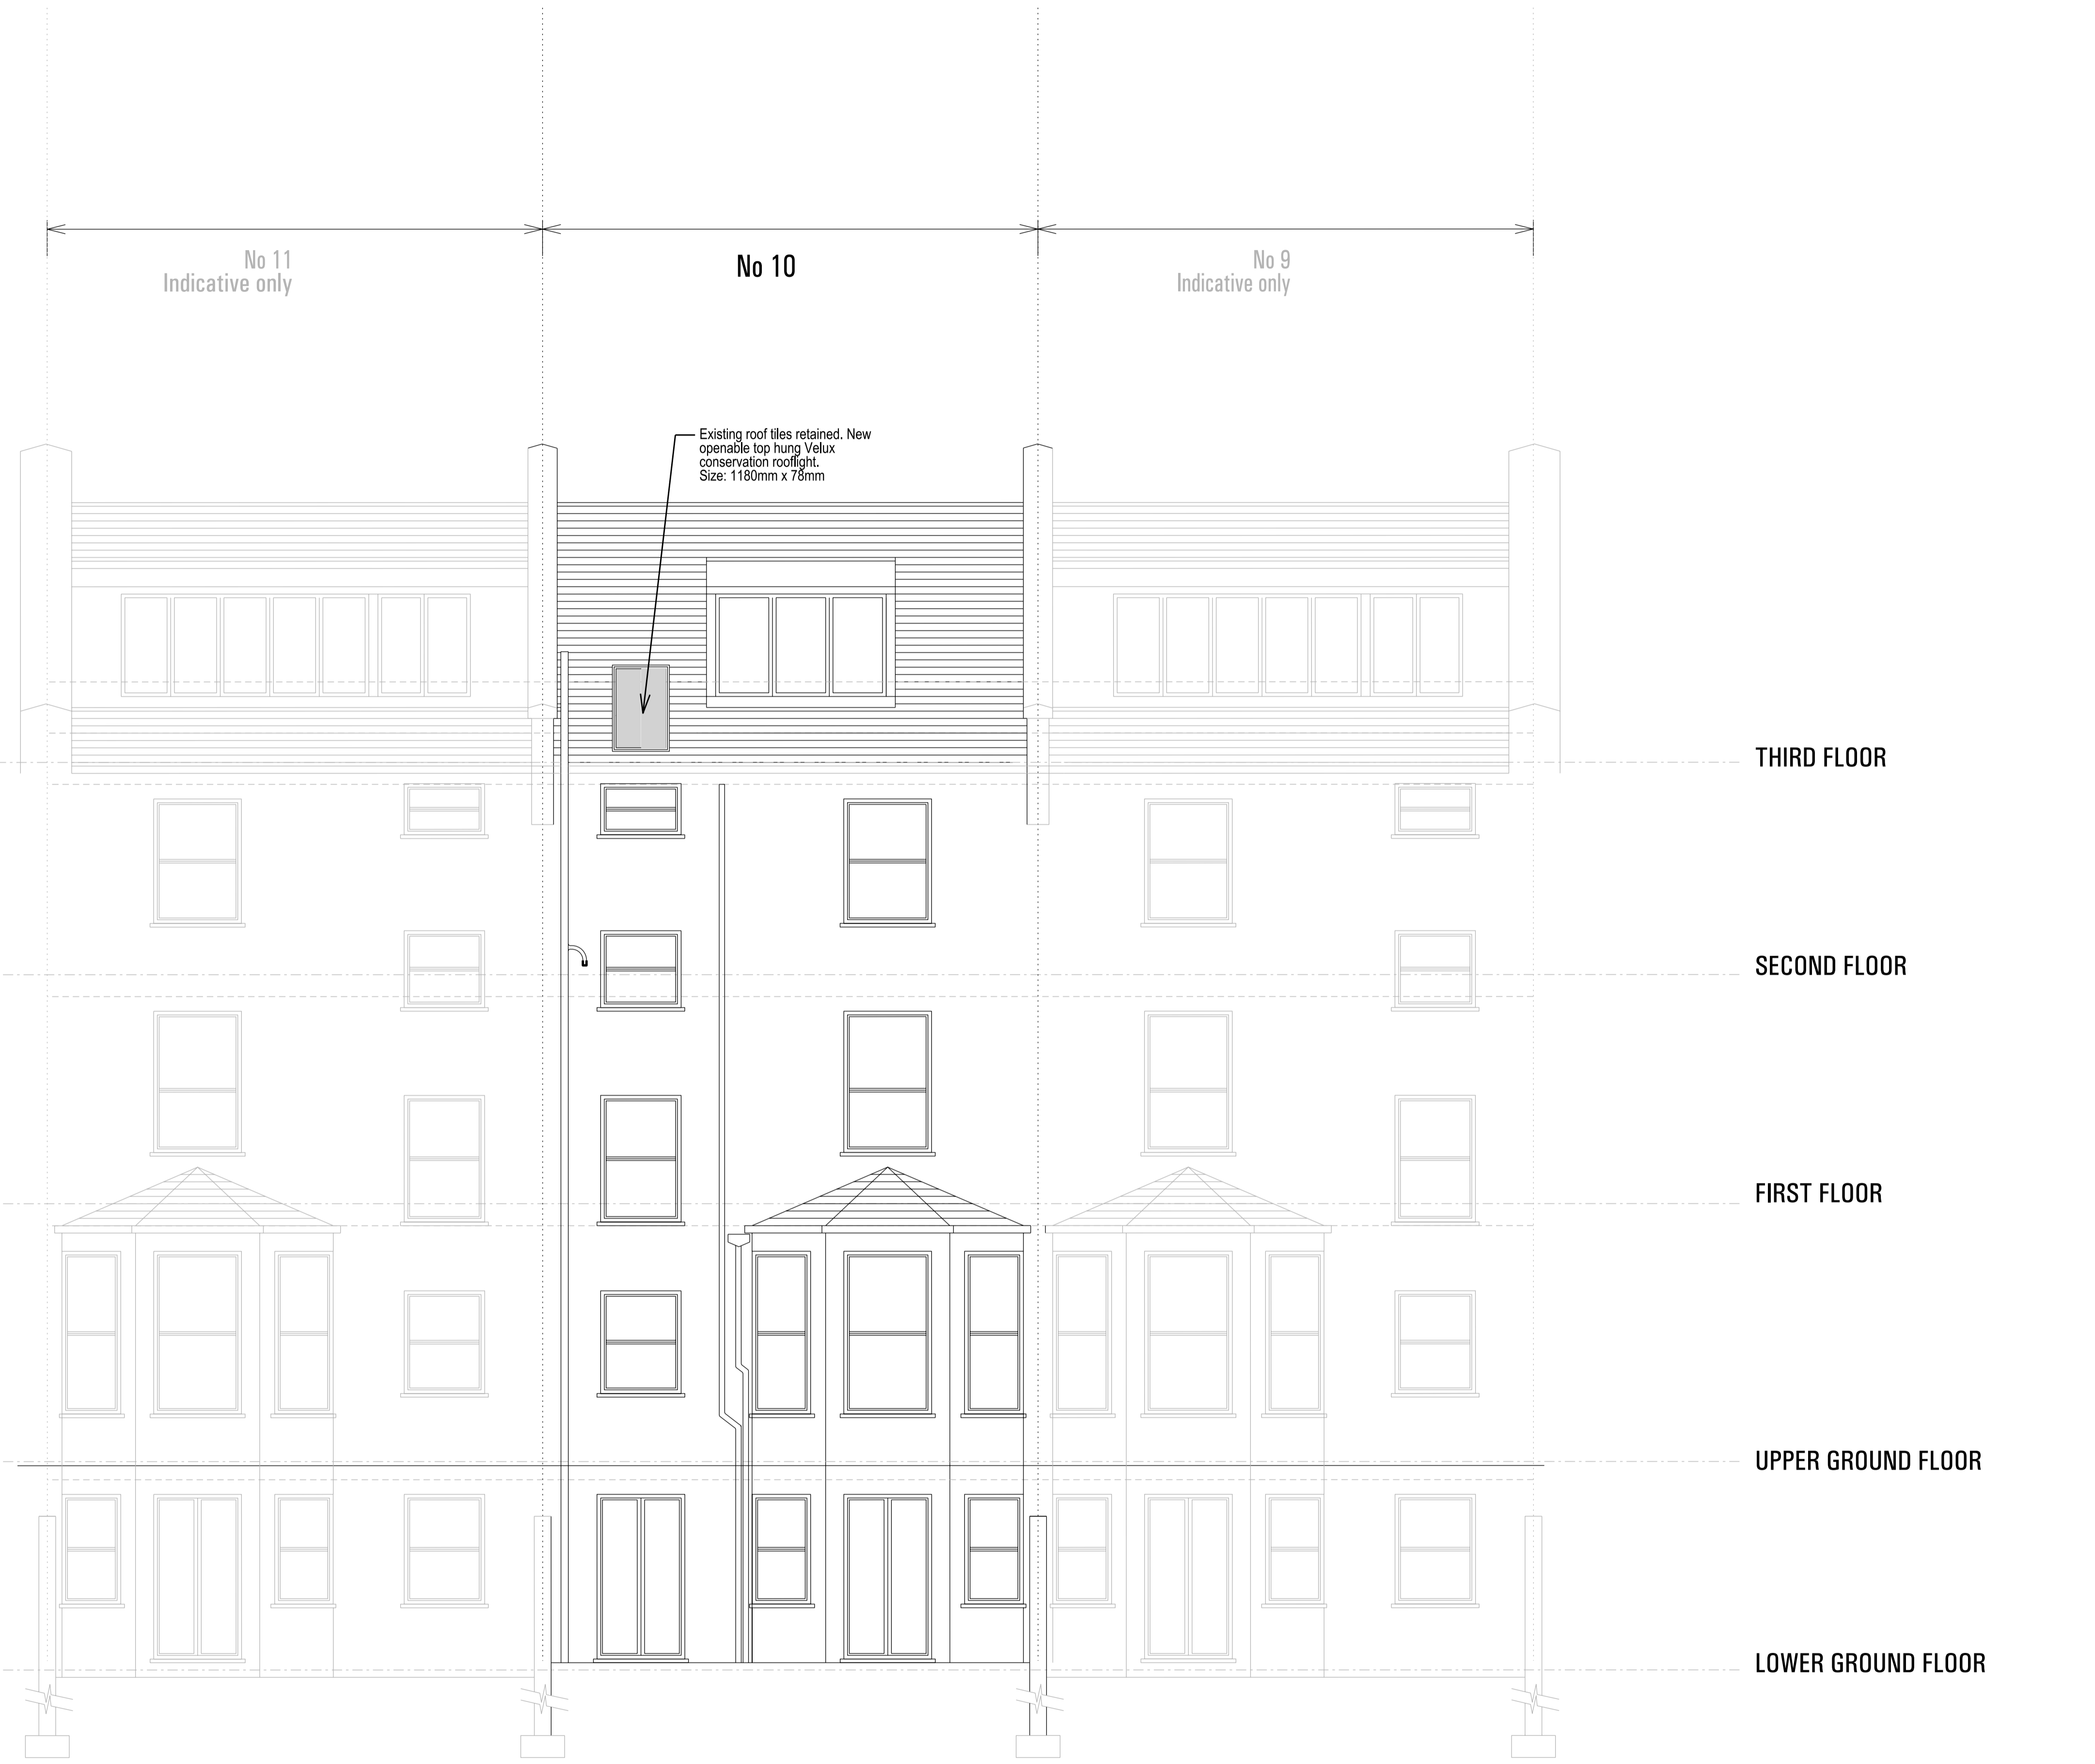 No 11
Indicative only
No 10
No 9
Indicative only
Existing roof tiles retained. New
openable top hung Velux
conservation rooflight.
Size: 1180mm x 78mm
THIRD FLOOR
SECOND FLOOR
FIRST FLOOR
UPPER GROUND FLOOR
LOWER GROUND FLOOR